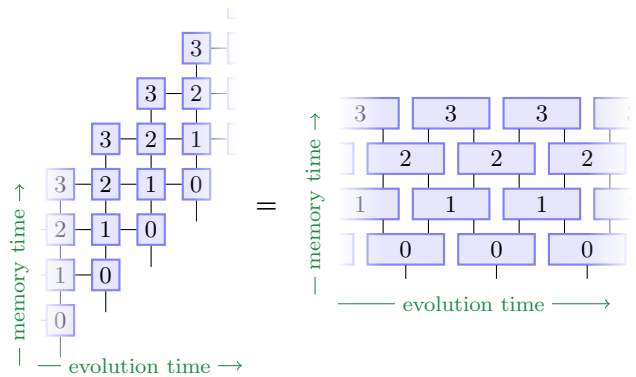 3
3 2
3 2 1
3 2 1 0
2 1 0
1 0
0
— memory time →
— evolution time →
=
3 3 3
2 2 2
1 1 1
0 0 0
— memory time →
— evolution time →